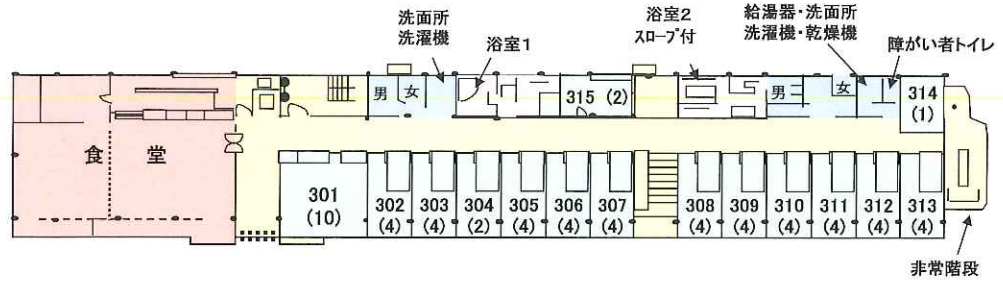 洗面所
洗濯機
浴室1
浴室2
スロープ付
給湯器・洗面所
洗濯機・乾燥機
障がい者トイレ
男
女
315 (2)
男
女
314
(1)
食 堂
301
(10)
302
(4)
303
(4)
304
(2)
305
(4)
306
(4)
307
(4)
308
(4)
309
(4)
310
(4)
311
(4)
312
(4)
313
(4)
非常階段